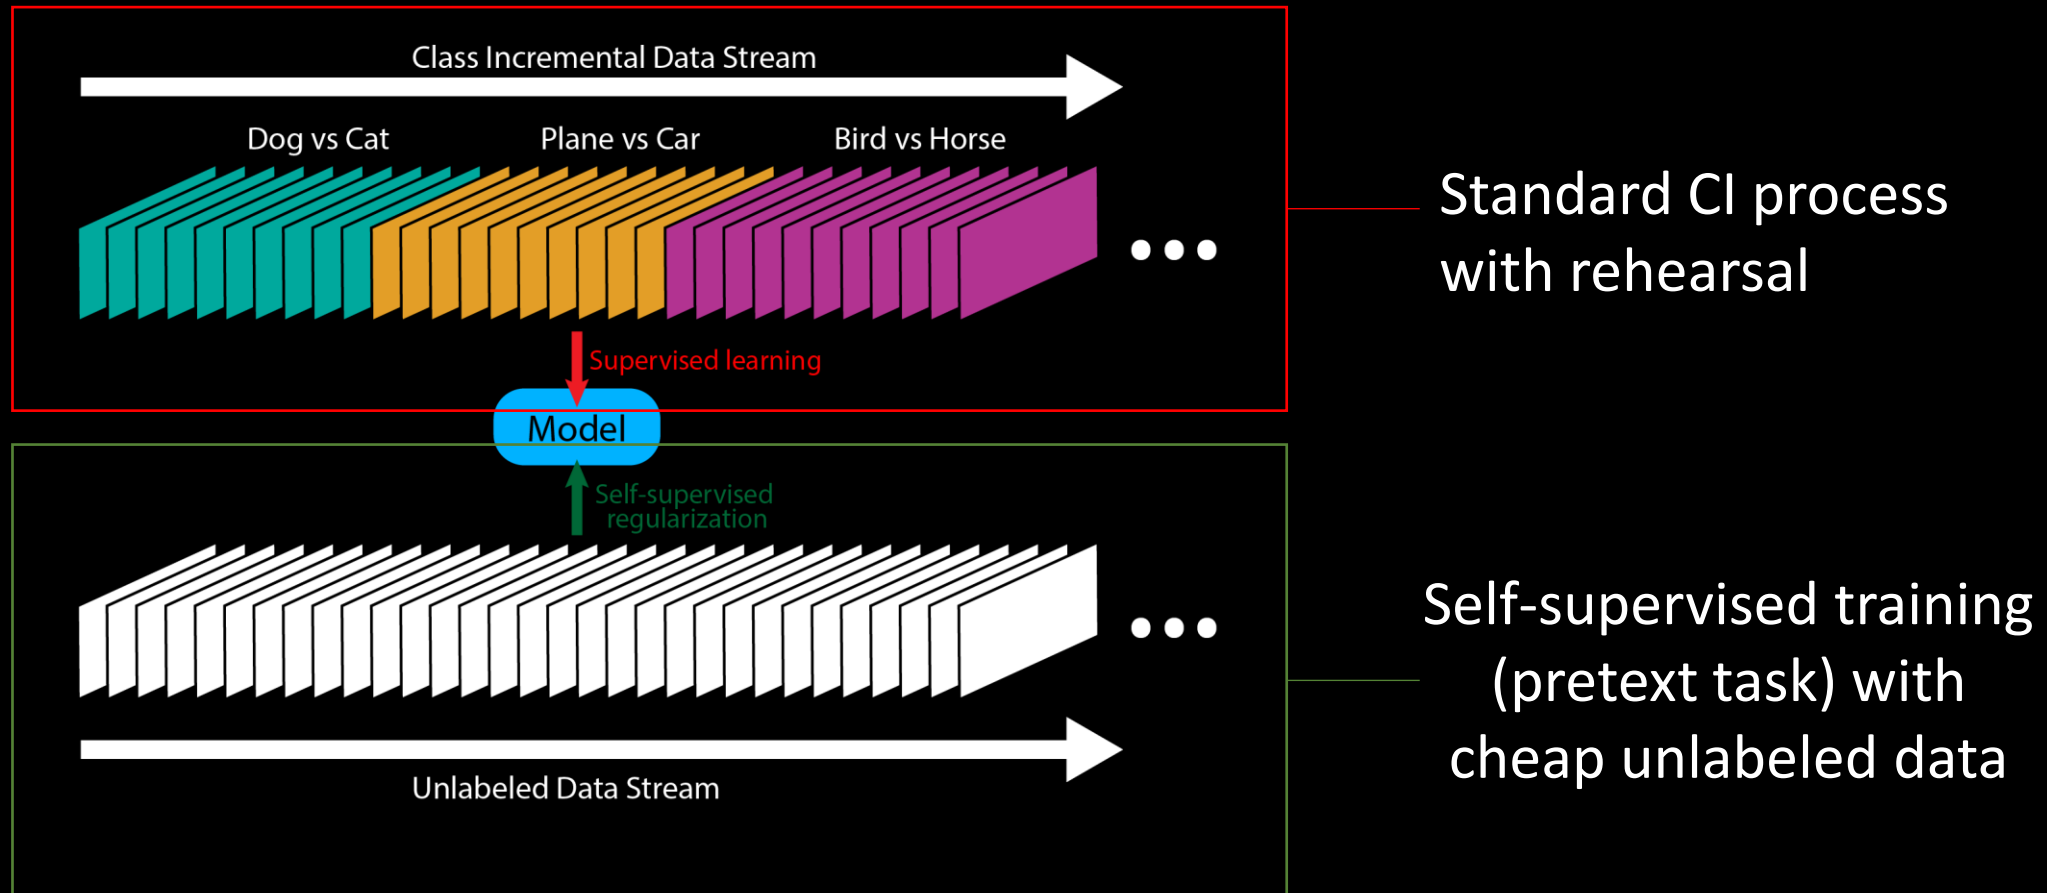 Class Incremental Data Stream
Dog vs Cat
Plane vs Car
Bird vs Horse
Standard CI process
with rehearsal
Supervised learning
Model
Self-supervised
regularization
Self-supervised training
(pretext task) with
cheap unlabeled data
Unlabeled Data Stream